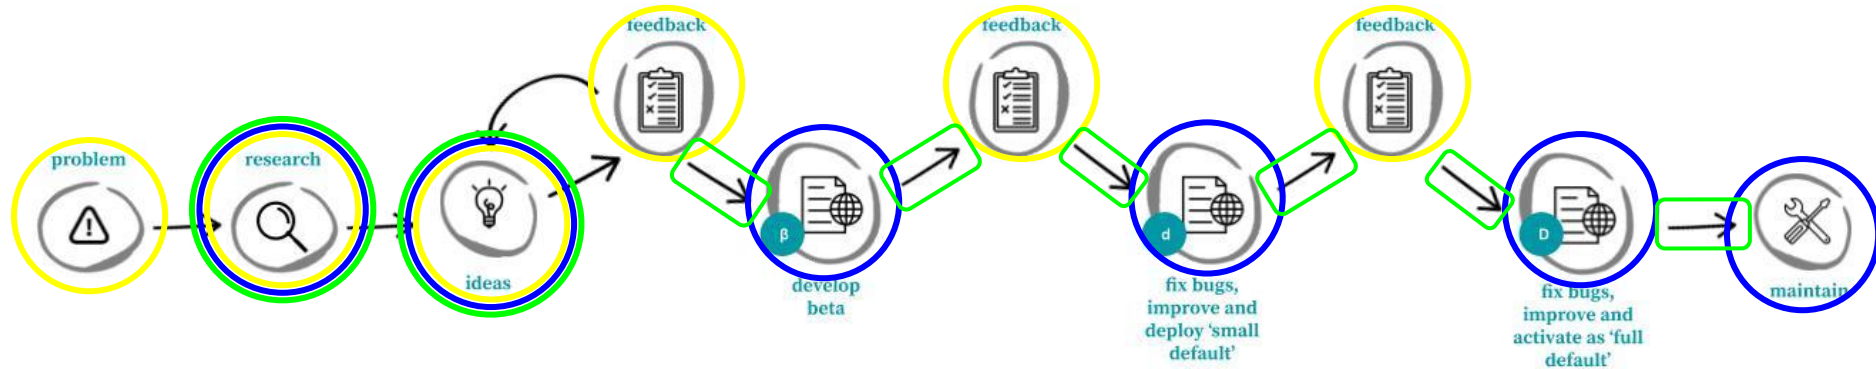 problem
research
ideas
feedback
β
develop
beta
feedback
d
fix bugs,
improve and
deploy ‘small
default’
feedback
D
fix bugs,
improve and
activate as ‘full
default’
maintain